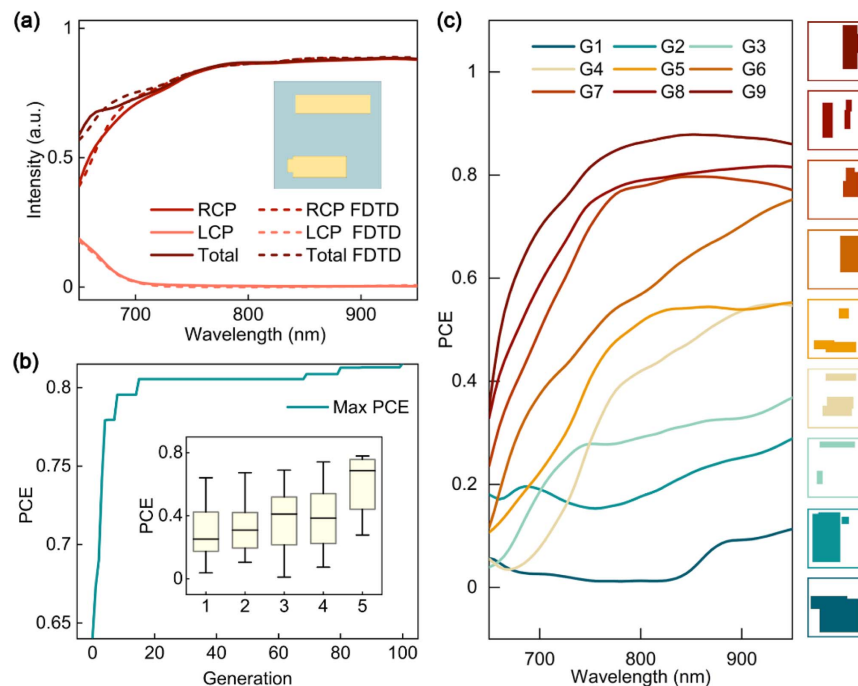 (a)
1
0.5
0
Intensity (a.u.)
RCP RCP FDTD
LCP LCP FDTD
Total Total FDTD
700 800 900
Wavelength (nm)
(b)
0.8
0.75
0.7
0.65
PCE
Max PCE
0.8
0.4
0
PCE
1 2 3 4 5
0 20 40 60 80 100
Generation
(c)
1
0.8
0.6
0.4
0.2
0
PCE
G1 G2 G3
G4 G5 G6
G7 G8 G9
700 800 900
Wavelength (nm)